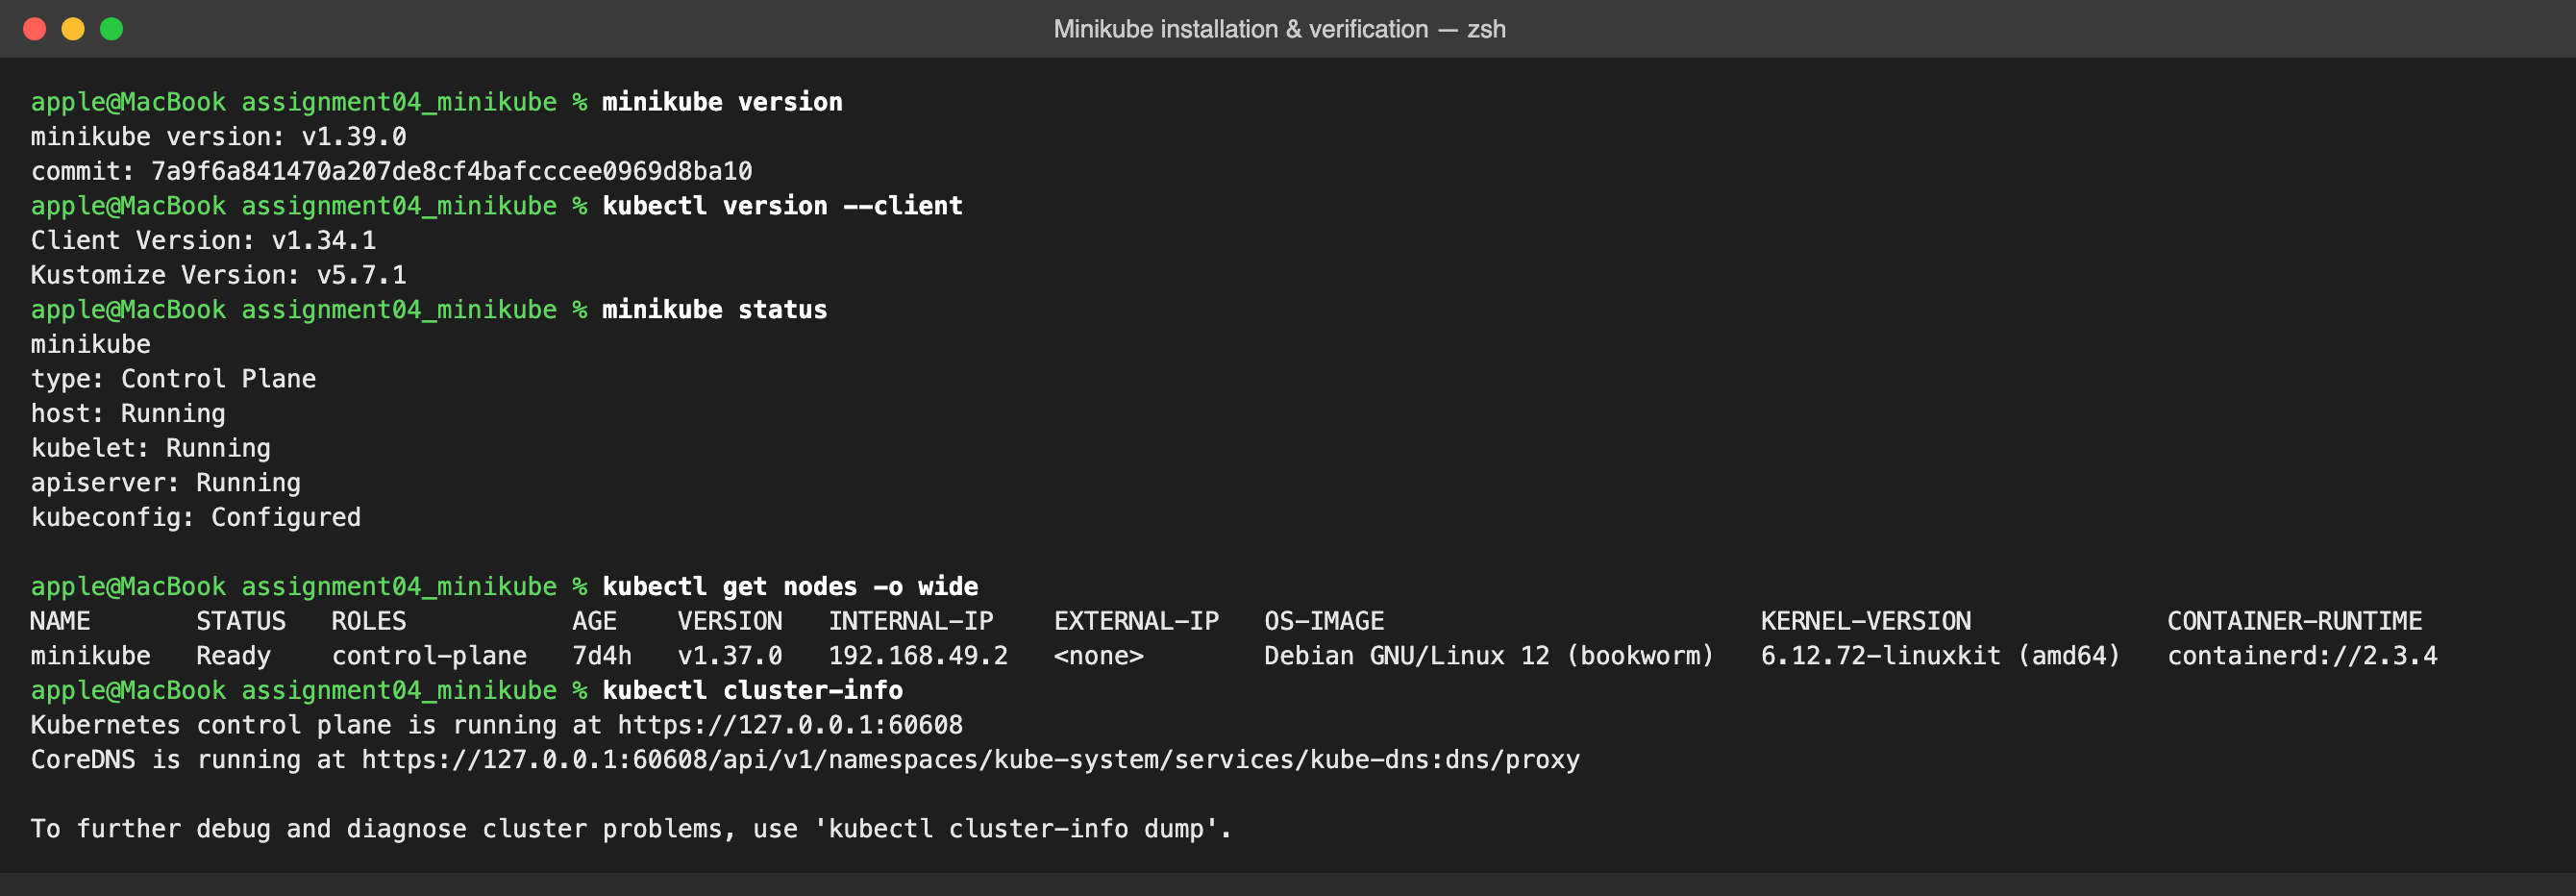 Minikube installation & verification — zsh
apple@MacBook assignment04_minikube % minikube version
minikube version: v1.39.0
commit: 7a9f6a841470a207de8cf4bafcccee0969d8ba10
apple@MacBook assignment04_minikube % kubectl version --client
Client Version: v1.34.1
Kustomize Version: v5.7.1
apple@MacBook assignment04_minikube % minikube status
minikube
type: Control Plane
host: Running
kubelet: Running
apiserver: Running
kubeconfig: Configured
apple@MacBook assignment04_minikube % kubectl get nodes -o wide
NAME       STATUS   ROLES           AGE    VERSION   INTERNAL-IP    EXTERNAL-IP   OS-IMAGE                         KERNEL-VERSION             CONTAINER-RUNTIME
minikube   Ready    control-plane   7d4h   v1.37.0   192.168.49.2   <none>        Debian GNU/Linux 12 (bookworm)   6.12.72-linuxkit (amd64)   containerd://2.3.4
apple@MacBook assignment04_minikube % kubectl cluster-info
Kubernetes control plane is running at https://127.0.0.1:60608
CoreDNS is running at https://127.0.0.1:60608/api/v1/namespaces/kube-system/services/kube-dns:dns/proxy
To further debug and diagnose cluster problems, use 'kubectl cluster-info dump'.